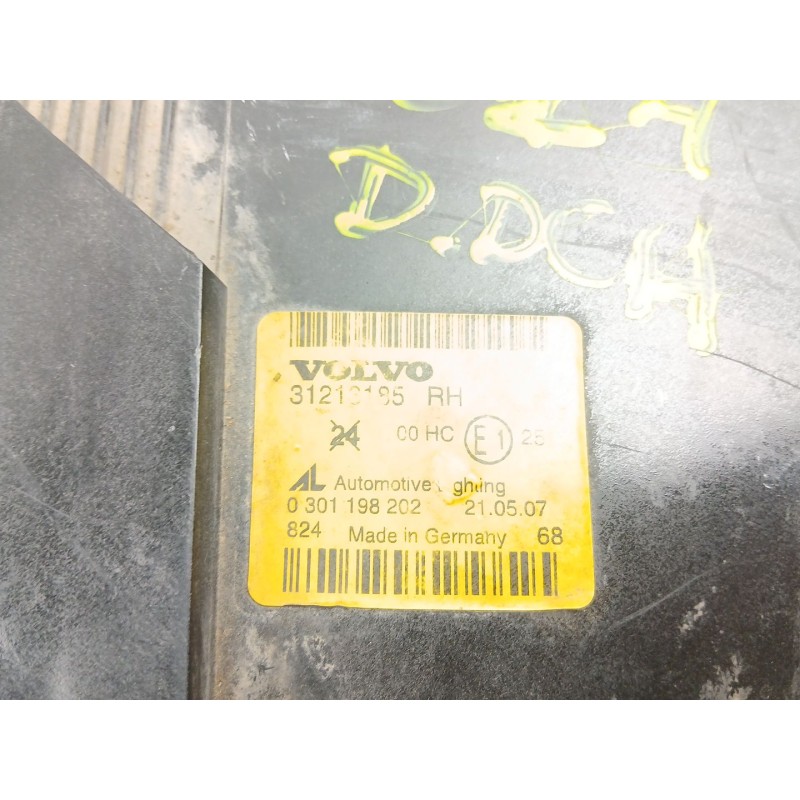 D.DCH
VOLVO
RH
24 00 HC E1
AL Automotive Lighting
0 301 198 202 21.05.07
824 Made in Germany 68